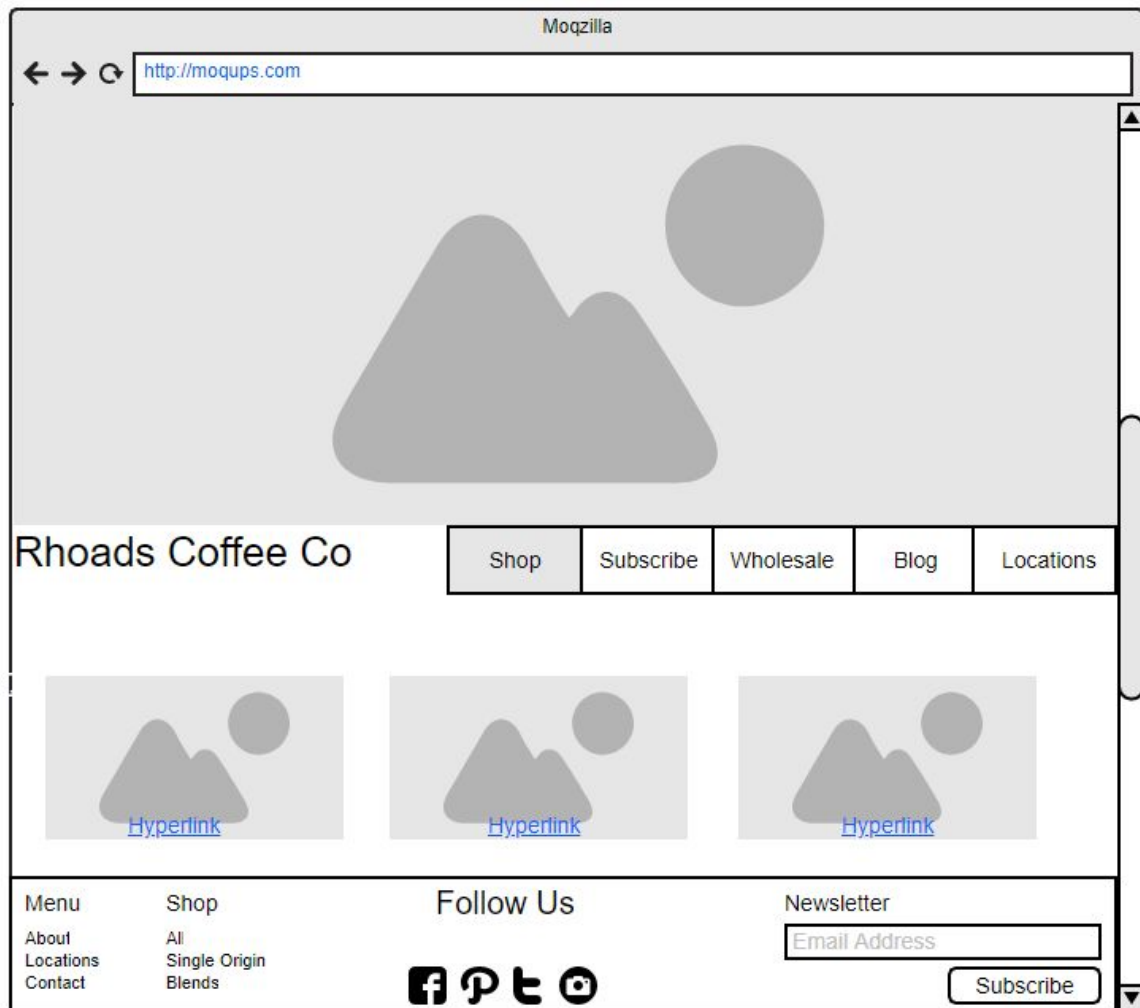 Moqzilla
http://moqups.com
Rhoads Coffee Co
Shop Subscribe Wholesale Blog Locations
Hyperlink Hyperlink Hyperlink
Menu Shop Follow Us Newsletter
About All Email Address
Locations Single Origin
Contact Blends Subscribe